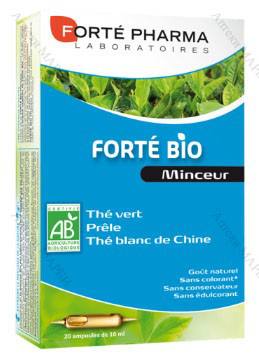 FORTÉ PHARMA
LABORATOIRES
FORTÉ BIO
Minceur
CERTIFIÉ
AB
AGRICULTURE
BIOLOGIQUE
Thé vert
Prêle
Thé blanc de Chine
Goût naturel
Sans colorant*
Sans conservateur
Sans édulcorant
20 ampoules de 10 ml